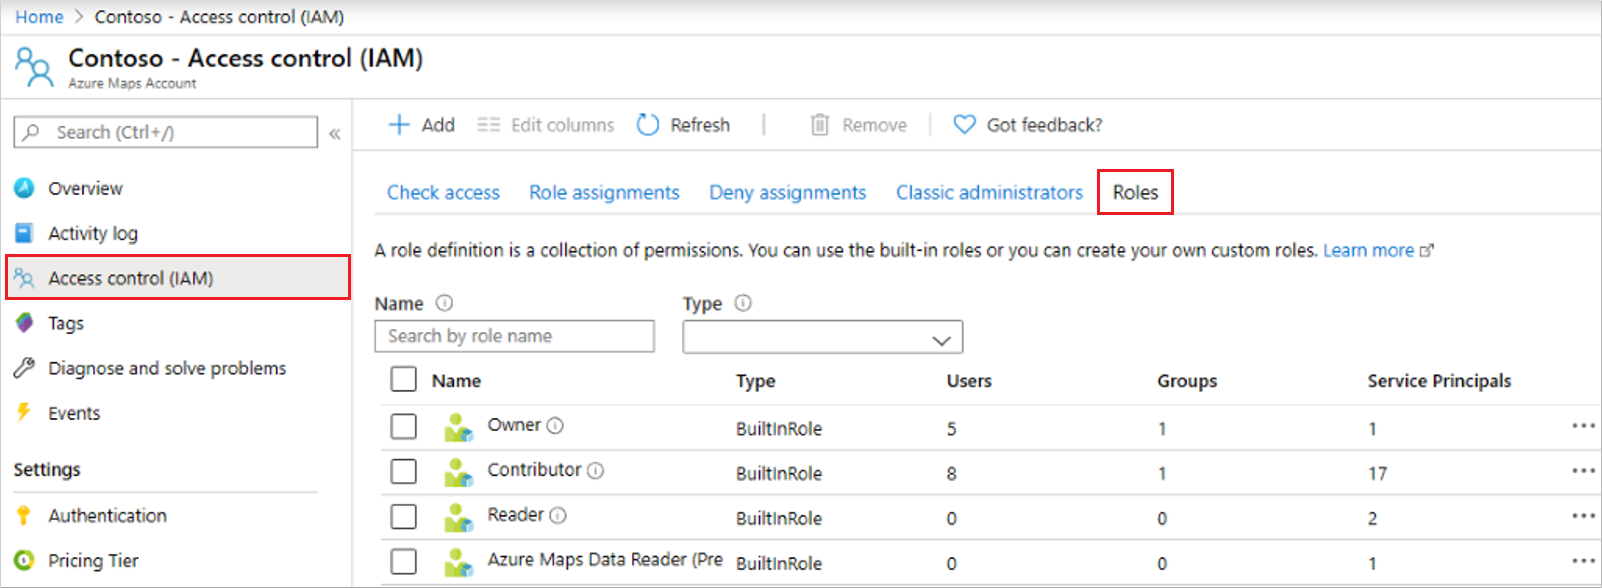 Home > Contoso - Access control (IAM)
Contoso - Access control (IAM)
Azure Maps Account
Search (Ctrl+/) «
Add Edit columns Refresh Remove Got feedback?
Overview
Activity log
Access control (IAM)
Tags
Diagnose and solve problems
Events
Settings
Authentication
Pricing Tier
Check access Role assignments Deny assignments Classic administrators Roles
A role definition is a collection of permissions. You can use the built-in roles or you can create your own custom roles. Learn more
Name Type
Search by role name
Name Type Users Groups Service Principals
Owner BuiltInRole 5 1 1 •••
Contributor BuiltInRole 8 1 17 •••
Reader BuiltInRole 0 0 2 •••
Azure Maps Data Reader (Pre BuiltInRole 0 0 1 •••